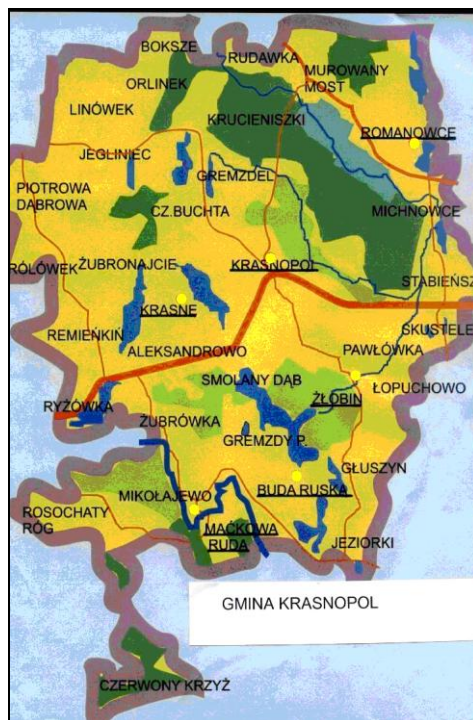 BOKSZE
RUDAWKA
ORLINEK
MUROWANY
MOST
LINÓWEK
KRUCIENISZKI
ROMANOWCE
JEGLINIEC
GREMZDEL
PIOTROWA
DĄBROWA
CZ.BUCHTA
MICHNOWCE
RÓLÓWEK
ŻUBRONAJCIE
KRASNOPOL
STABIEŃSZ
KRASNE
REMIEŃKIŃ
ALEKSANDROWO
SKUSTELE
PAWŁÓWKA
SMOLANY DĄB
ŁOPUCHOWO
RYŻÓWKA
ŻŁOBIN
ŻUBRÓWKA
GREMZDY P.
GŁUSZYN
MIKOŁAJEWO
BUDA RUSKA
ROSOCHATY
RÓG
MAĆKOWA
RUDA
JEZIORKI
GMINA KRASNOPOL
CZERWONY KRZYŻ